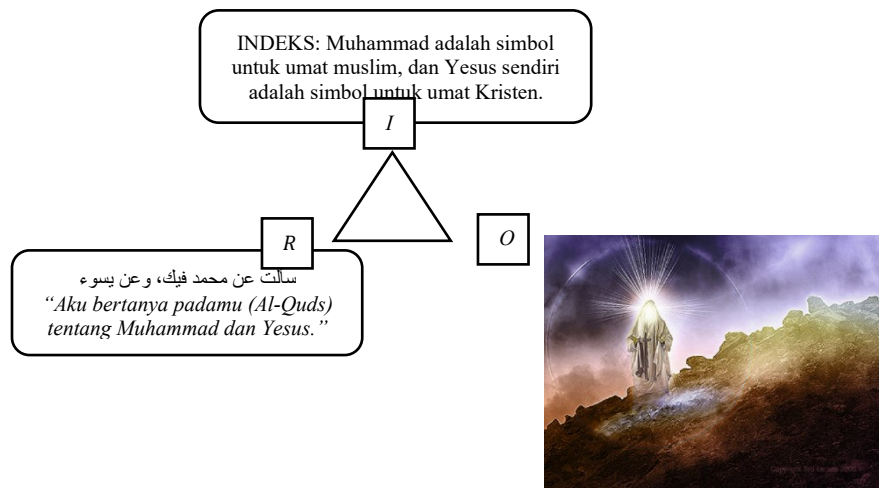 INDEKS: Muhammad adalah simbol
untuk umat muslim, dan Yesus sendiri
adalah simbol untuk umat Kristen.
I
R
O
سألت عن محمد فيك، وعن يسوء
“Aku bertanya padamu (Al-Quds)
tentang Muhammad dan Yesus.”